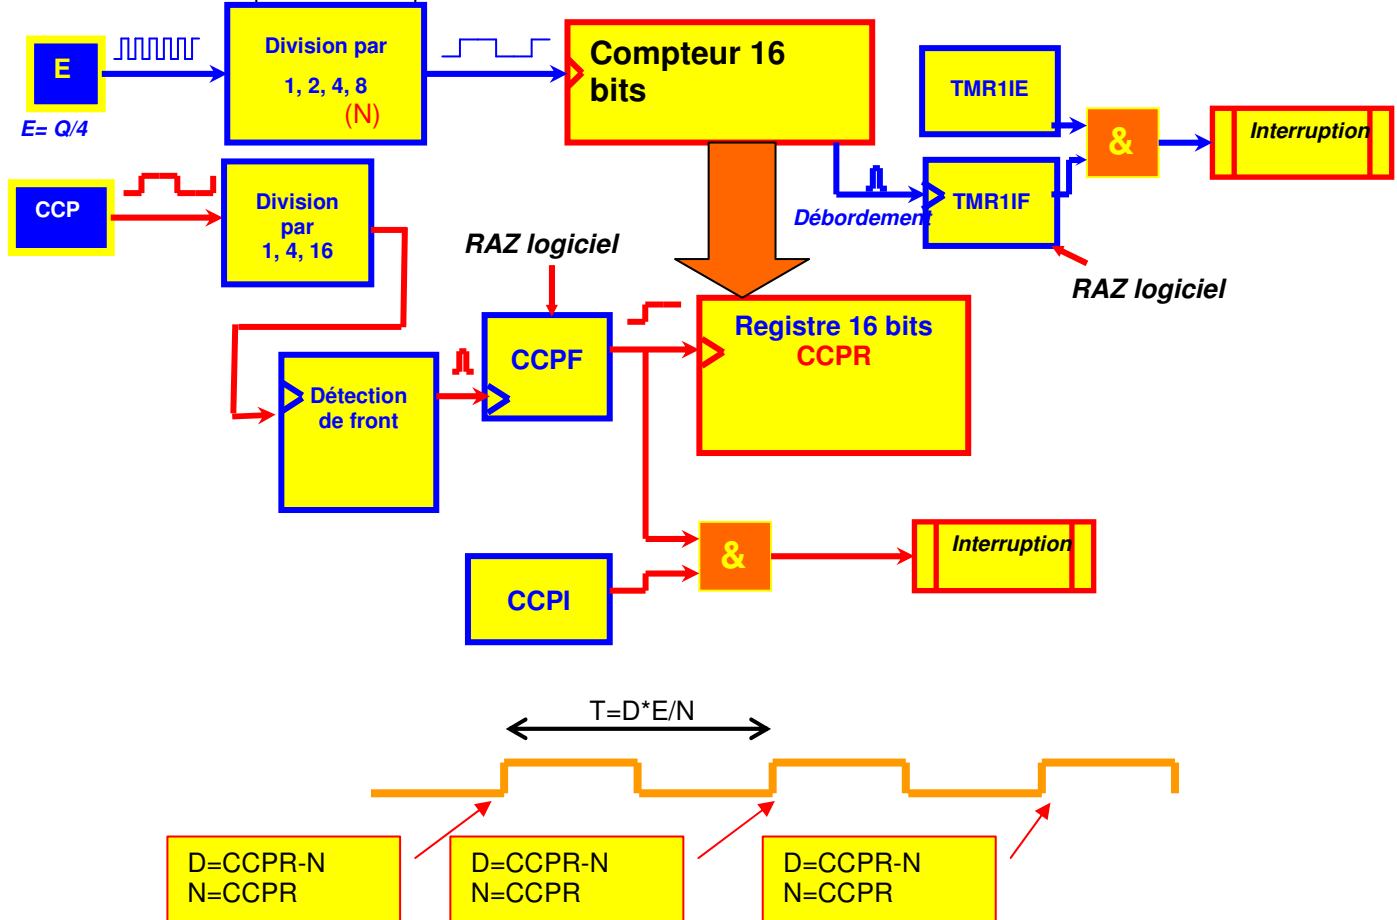 E
E= Q/4
Division par
1, 2, 4, 8
(N)
Compteur 16
bits
TMR1IE
&
Interruption
CCP
Division
par
1, 4, 16
Débordement
TMR1IF
RAZ logiciel
RAZ logiciel
Détection
de front
CCPF
Registre 16 bits
CCPR
CCPI
&
Interruption
T=D*E/N
D=CCPR-N
N=CCPR
D=CCPR-N
N=CCPR
D=CCPR-N
N=CCPR